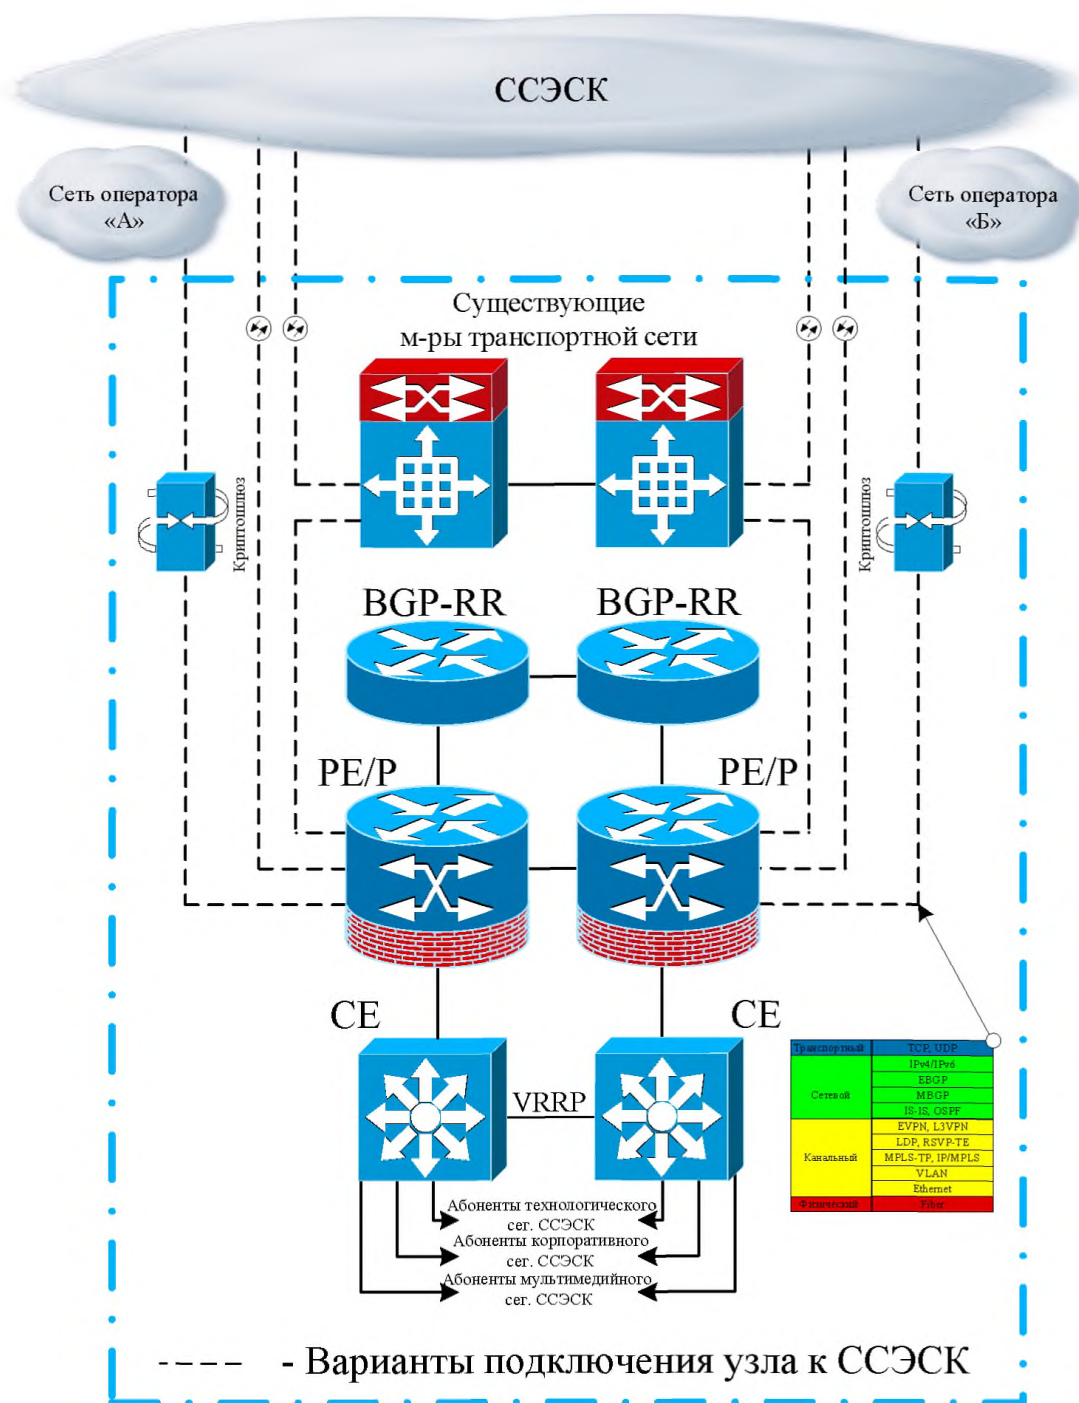 ССЭСК
Сеть оператора
«А»
Сеть оператора
«Б»
Существующие
м-ры транспортной сети
Криптошлюз
Криптошлюз
BGP-RR
BGP-RR
PE/P
PE/P
CE
CE
VRRP
Транспортный
TCP, UDP
Сетевой
IPv4/IPv6
EBGP
MBGP
IS-IS, OSPF
Канальный
EVPN, L3VPN
LDP, RSVP-TE
MPLS-TP, IP/MPLS
VLAN
Ethernet
Физический
Fiber
Абоненты технологического
сег. ССЭСК
Абоненты корпоративного
сег. ССЭСК
Абоненты мультимедийного
сег. ССЭСК
- Варианты подключения узла к ССЭСК